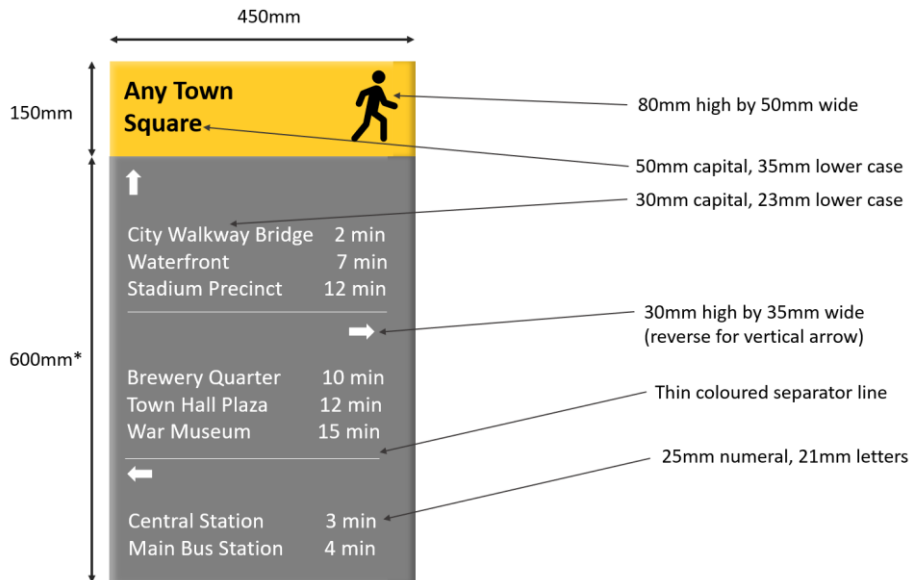 450mm
150mm
Any Town
Square
80mm high by 50mm wide
50mm capital, 35mm lower case
30mm capital, 23mm lower case
City Walkway Bridge 2 min
Waterfront 7 min
Stadium Precinct 12 min
30mm high by 35mm wide
(reverse for vertical arrow)
600mm*
Brewery Quarter 10 min
Town Hall Plaza 12 min
War Museum 15 min
Thin coloured separator line
25mm numeral, 21mm letters
Central Station 3 min
Main Bus Station 4 min